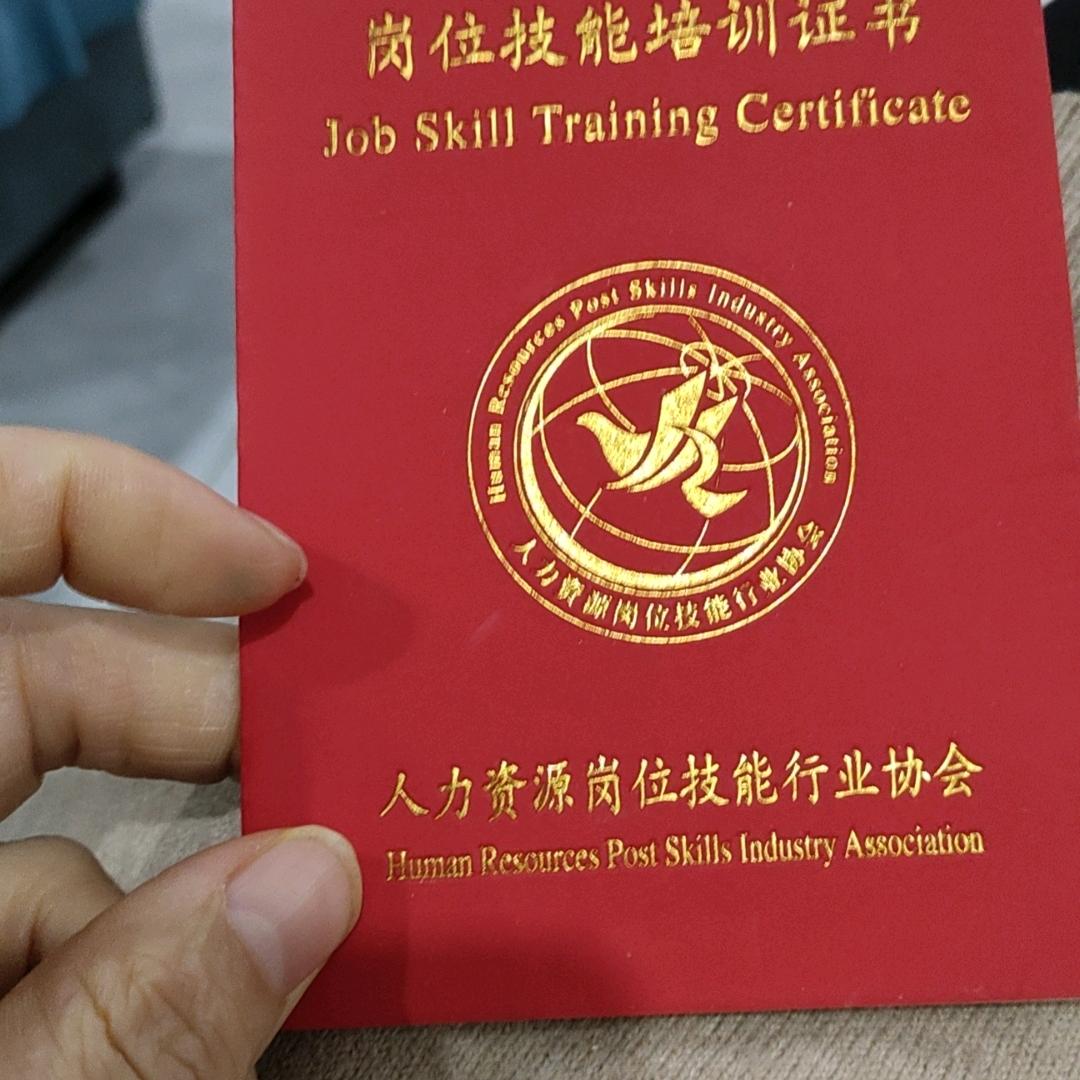 岗位技能培训证书
Job Skill Training Certificate
Human Resources Post Skills Industry Association
人力资源岗位技能行业协会
人力资源岗位技能行业协会
Human Resources Post Skills Industry Association